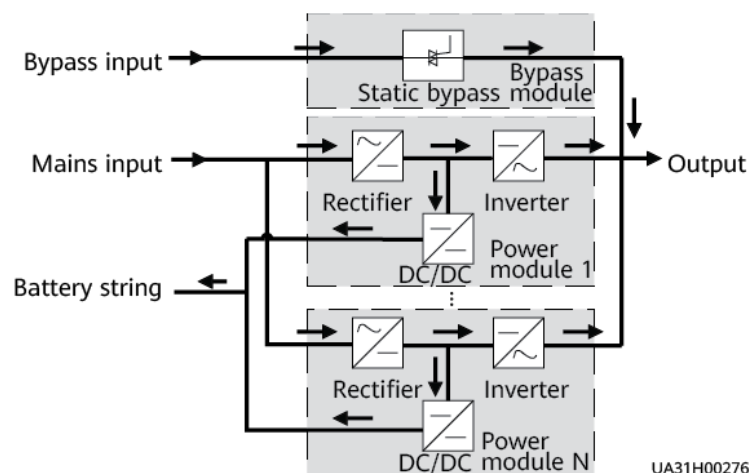 Bypass input
Static bypass
Bypass
module
Mains input
Output
Rectifier
Inverter
DC/DC
Power
module 1
Battery string
Rectifier
Inverter
DC/DC
Power
module N
UA31H00276